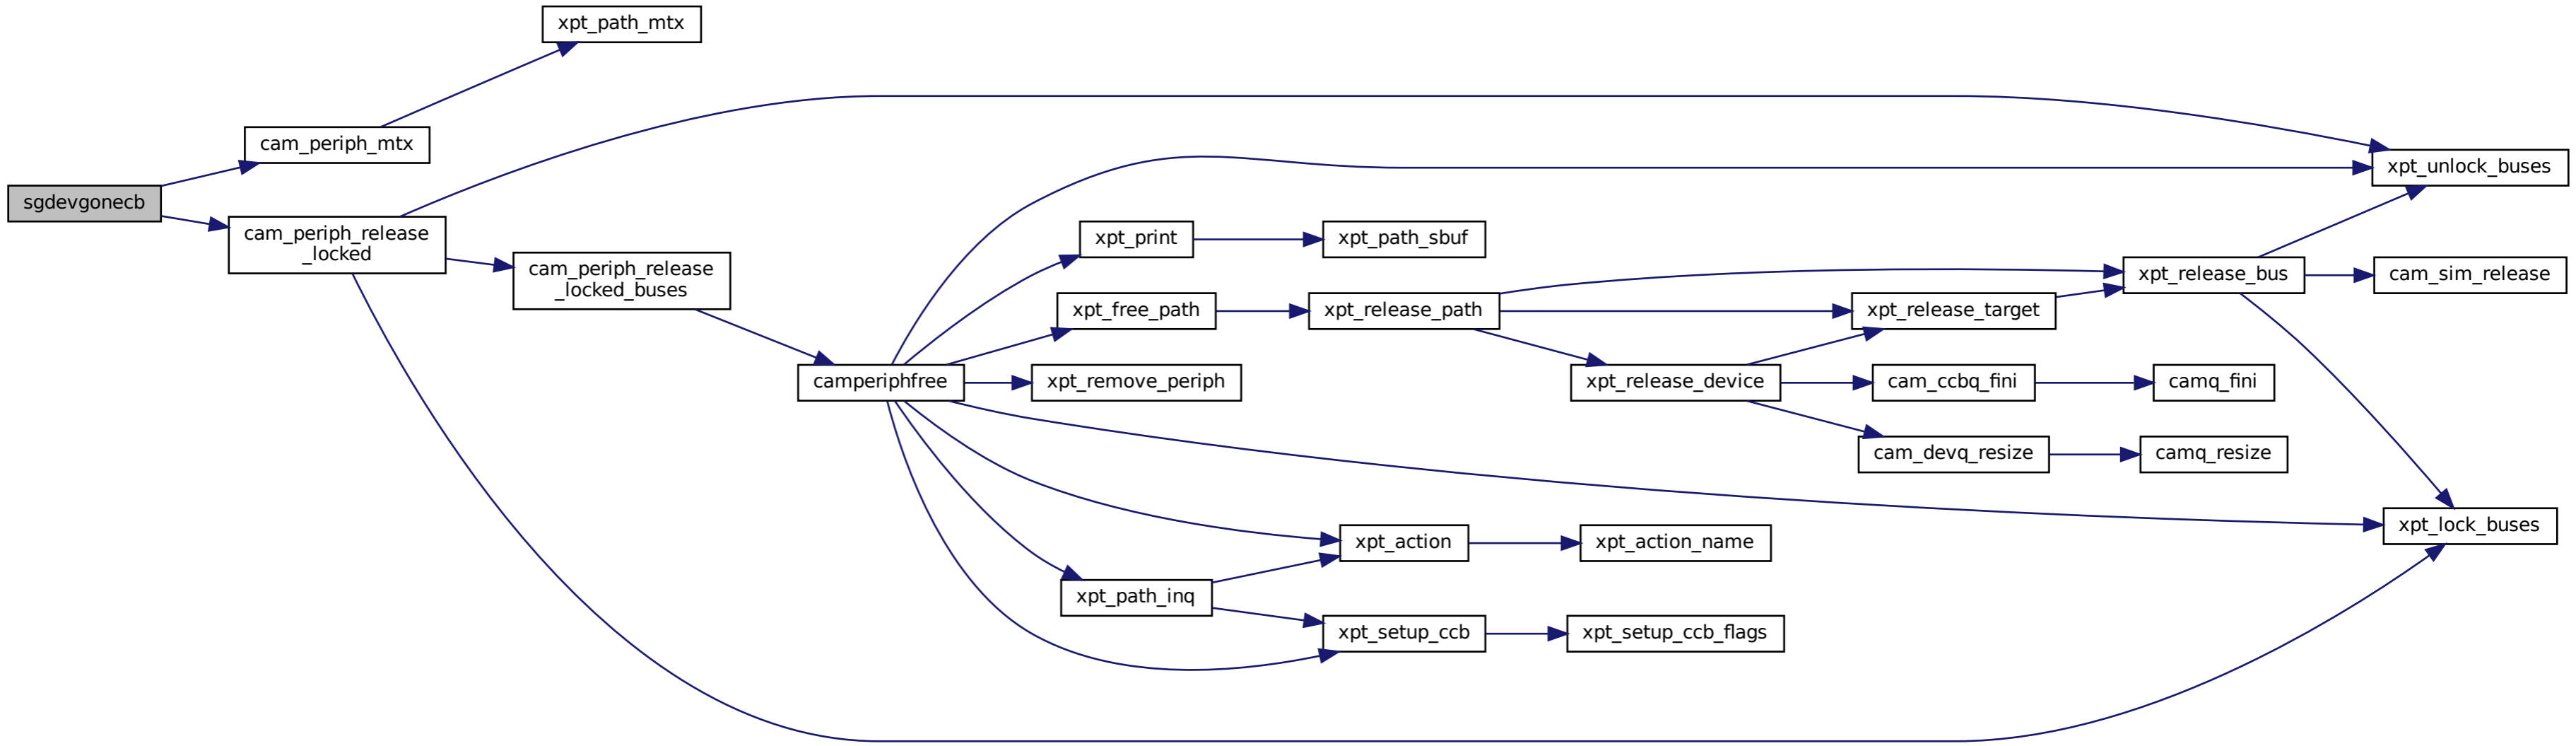 xpt_path_mtx
cam_periph_mtx
sgdevgonecb
cam_periph_release
_locked
cam_periph_release
_locked_buses
camperiphfree
xpt_print
xpt_path_sbuf
xpt_free_path
xpt_release_path
xpt_remove_periph
xpt_release_device
xpt_release_target
cam_ccbq_fini
camq_fini
cam_devq_resize
camq_resize
xpt_release_bus
xpt_unlock_buses
cam_sim_release
xpt_lock_buses
xpt_action
xpt_action_name
xpt_path_inq
xpt_setup_ccb
xpt_setup_ccb_flags